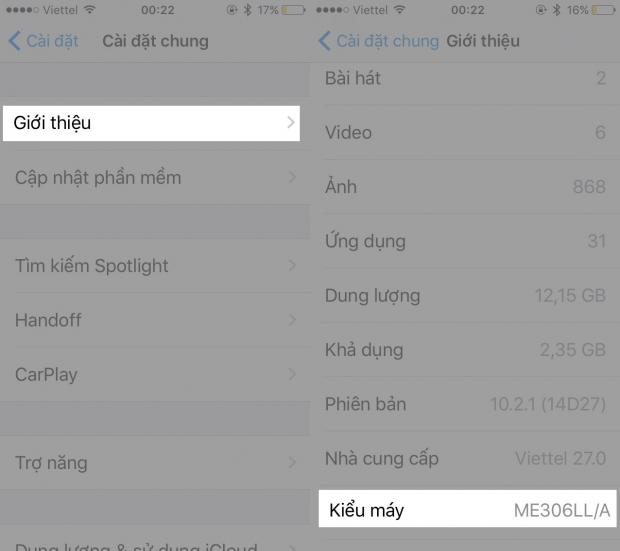 Viettel 00:22 17%
Cài đặt Cài đặt chung
Giới thiệu
Cập nhật phần mềm
Tìm kiếm Spotlight
Handoff
CarPlay
Trợ năng
Dung lượng & sử dụng iCloud
Viettel 00:22 16%
Cài đặt chung Giới thiệu
Bài hát 2
Video 6
Ảnh 868
Ứng dụng 31
Dung lượng 12,15 GB
Khả dụng 2,35 GB
Phiên bản 10.2.1 (14D27)
Nhà cung cấp Viettel 27.0
Kiểu máy ME306LL/A